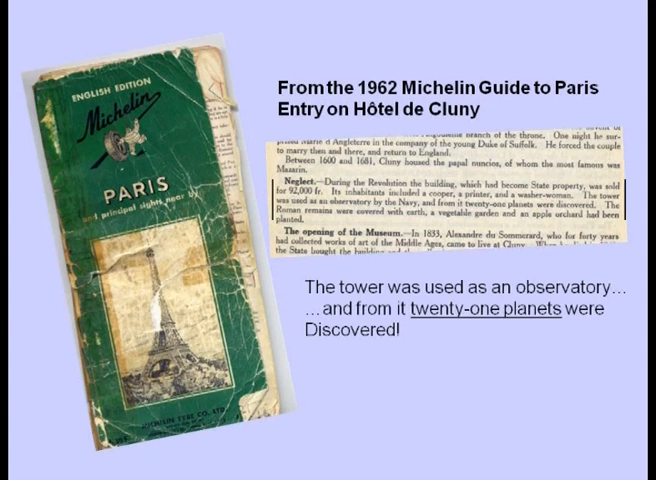 ENGLISH EDITION
Michelin
PARIS
and principal sights near by
MICHELIN TYRE CO. LTD.
From the 1962 Michelin Guide to Paris
Entry on Hôtel de Cluny
branch of the throne. One night he sur-
prised Marie d'Angleterre in the company of the young Duke of Suffolk. He forced the couple
to marry then and there, and return to England.
Between 1600 and 1681, Cluny housed the papal nuncios, of whom the most famous was
Mazarin.
Neglect.—During the Revolution the building, which had become State property, was sold
for 92,000 fr. Its inhabitants included a cooper, a printer, and a washer-woman. The tower
was used as an observatory by the Navy, and from it twenty-one planets were discovered. The
Roman remains were covered with earth, a vegetable garden and an apple orchard had been
planted.
The opening of the Museum.—In 1833, Alexandre du Sommerard, who for forty years
had collected works of art of the Middle Ages, came to live at Cluny. When he
the State bought the building and
The tower was used as an observatory…
…and from it twenty-one planets were
Discovered!